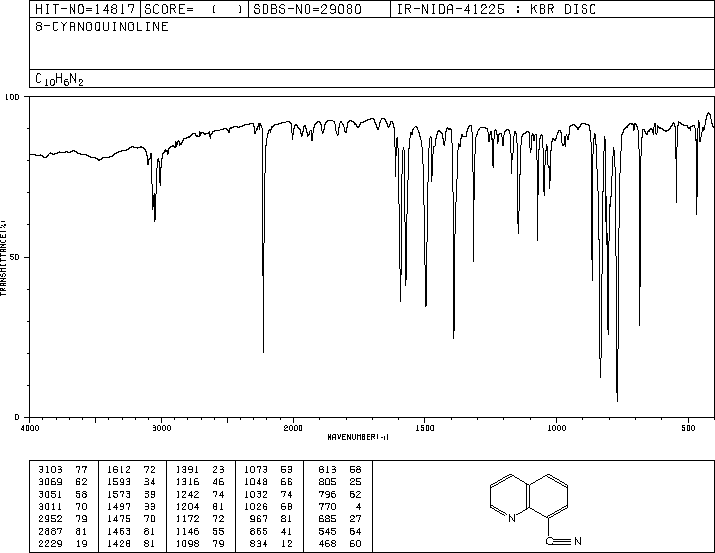 HIT-NO=14817 SCORE= ( ) SDBS-NO=29080 IR-NIDA-41225 : KBR DISC
8-CYANOQUINOLINE
C10H6N2
100
50
0
TRANSMITTANCE(%)
4000 3000 2000 1500 1000 500
WAVENUMBER(-1)
3103 77 1612 72 1391 23 1073 53 813 58
3069 62 1593 34 1316 46 1048 66 805 25
3051 58 1573 39 1242 74 1032 74 796 62
3011 70 1497 33 1204 81 1026 68 770 4
2952 79 1475 70 1172 72 967 81 685 27
2887 81 1463 81 1146 55 865 41 545 64
2229 19 1428 81 1098 79 834 12 468 60
N
C≡N